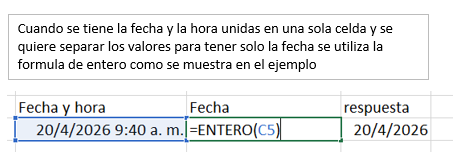 Cuando se tiene la fecha y la hora unidas en una sola celda y se
quiere separar los valores para tener solo la fecha se utiliza la
formula de entero como se muestra en el ejemplo
Fecha y hora Fecha respuesta
20/4/2026 9:40 a. m. =ENTERO(C5) 20/4/2026